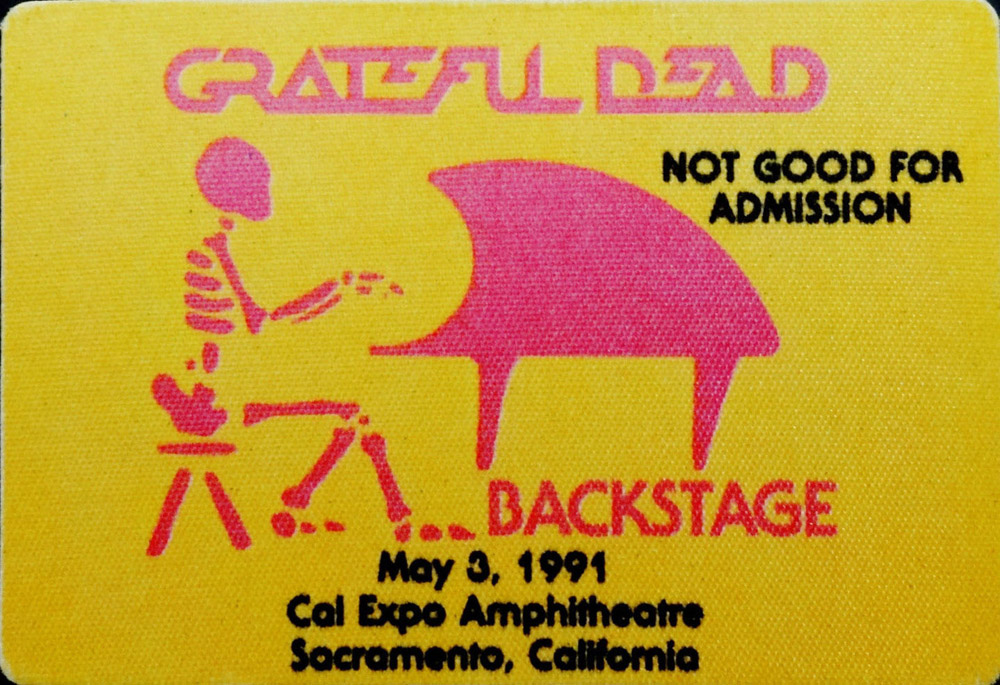 GRATEFUL DEAD
NOT GOOD FOR
ADMISSION
BACKSTAGE
May 3, 1991
Cal Expo Amphitheatre
Sacramento, California